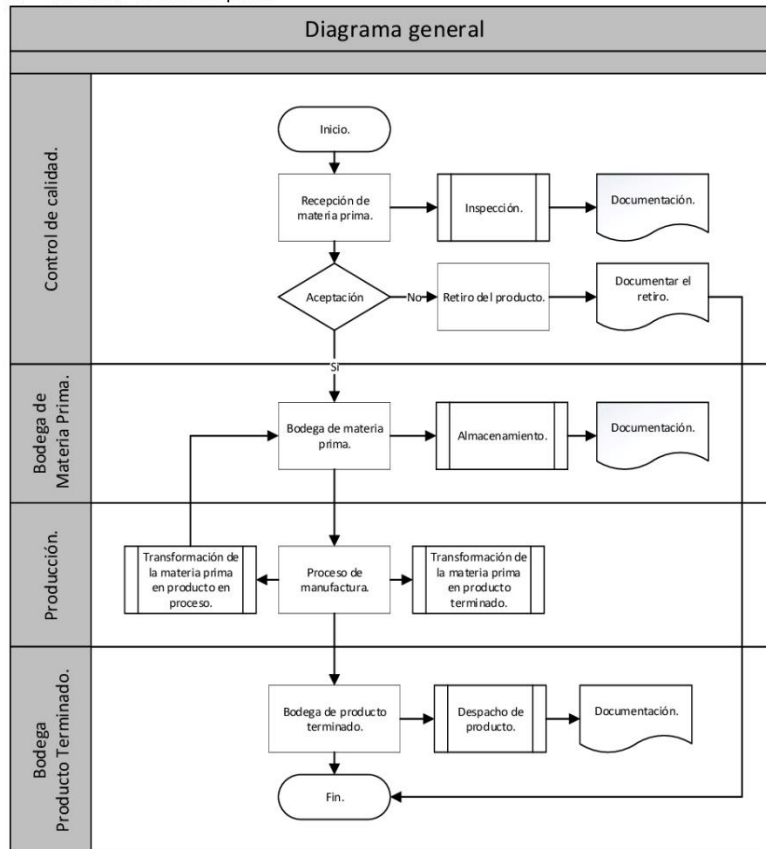 Diagrama general
Control de calidad.
Inicio.
Recepción de
materia prima.
Inspección.
Documentación.
Aceptación
No
Retiro del producto.
Documentar el
retiro.
Si
Bodega de
Materia Prima.
Bodega de materia
prima.
Almacenamiento.
Documentación.
Producción.
Transformación de
la materia prima
en producto en
proceso.
Proceso de
manufactura.
Transformación de
la materia prima
en producto
terminado.
Bodega
Producto Terminado.
Bodega de producto
terminado.
Despacho de
producto.
Documentación.
Fin.